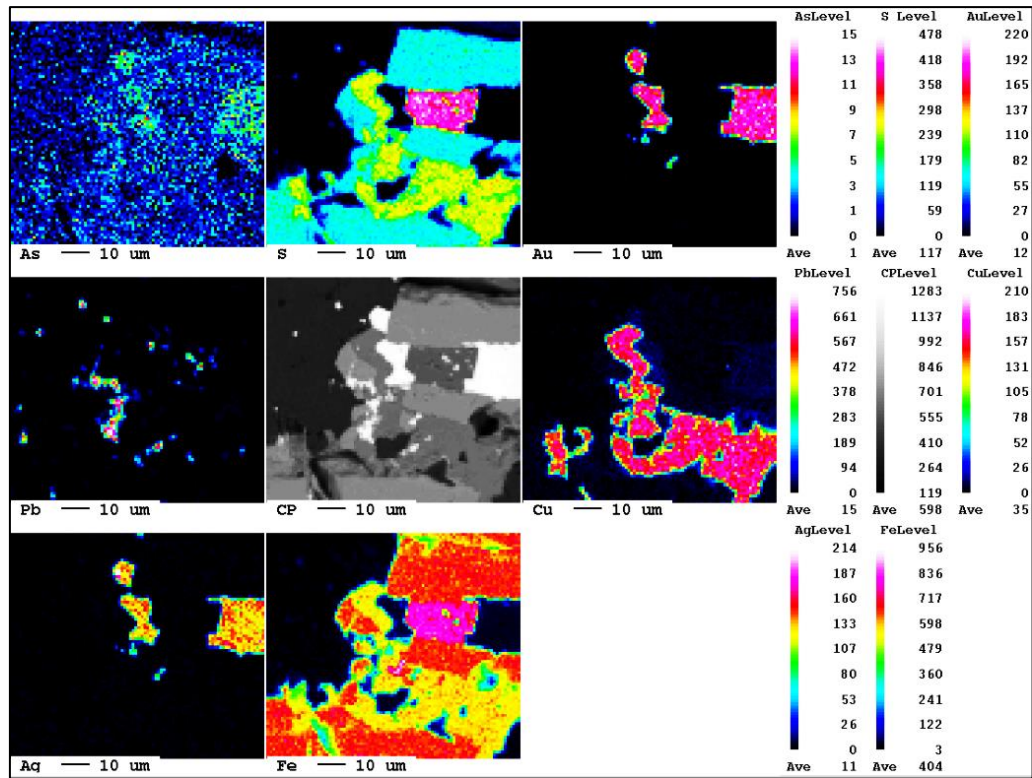 AsLevel S Level AuLevel
15 478 220
13 418 192
11 358 165
9 298 137
7 239 110
5 179 82
3 119 55
1 59 27
0 0 0
Ave 1 Ave 117 Ave 12
As 10 um S 10 um Au 10 um
PbLevel CPLevel CuLevel
756 1283 210
661 1137 183
567 992 157
472 846 131
378 701 105
283 555 78
189 410 52
94 264 26
0 119 0
Ave 15 Ave 598 Ave 35
Pb 10 um CP 10 um Cu 10 um
AgLevel FeLevel
214 956
187 836
160 717
133 598
107 479
80 360
53 241
26 122
0 3
Ave 11 Ave 404
Ag 10 um Fe 10 um